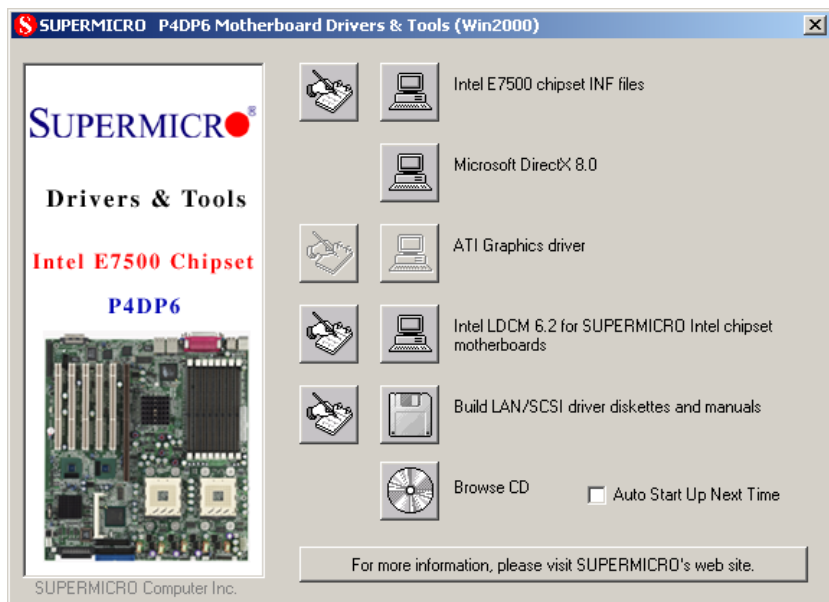 SUPERMICRO P4DP6 Motherboard Drivers & Tools (Win2000)
SUPERMICRO®
Drivers & Tools
Intel E7500 Chipset
P4DP6
SUPERMICRO Computer Inc.
Intel E7500 chipset INF files
Microsoft DirectX 8.0
ATI Graphics driver
Intel LDCM 6.2 for SUPERMICRO Intel chipset
motherboards
Build LAN/SCSI driver diskettes and manuals
Browse CD
Auto Start Up Next Time
For more information, please visit SUPERMICRO's web site.